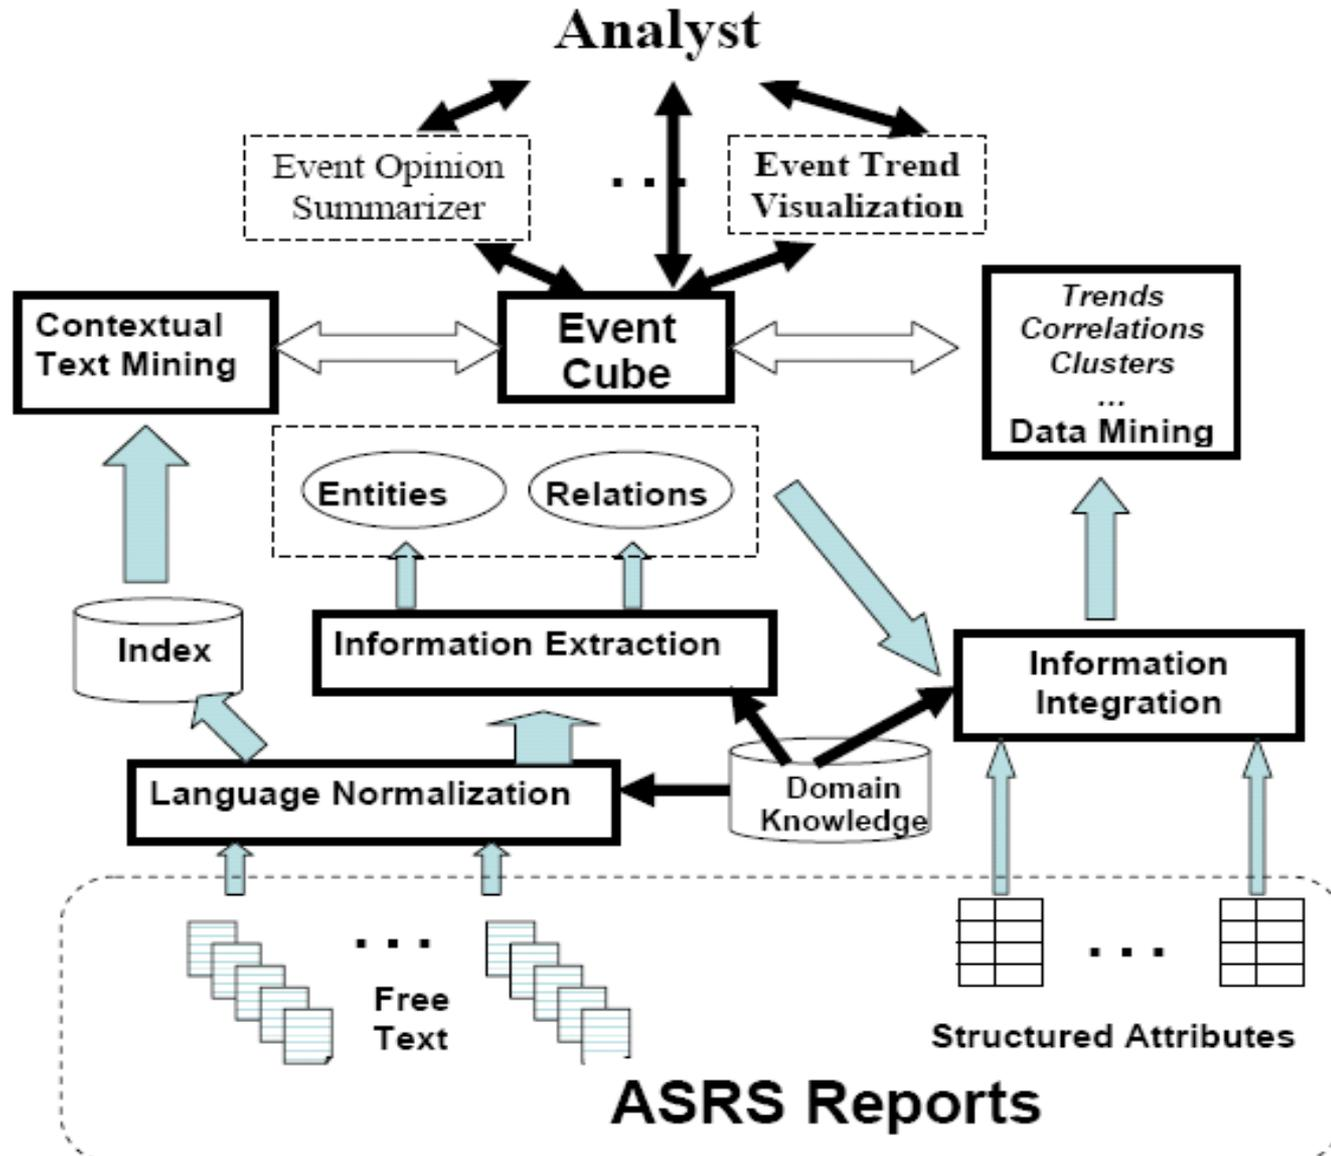 Analyst
Event Opinion
Summarizer
. . .
Event Trend
Visualization
Contextual
Text Mining
Event
Cube
Trends
Correlations
Clusters
...
Data Mining
Entities
Relations
Index
Information Extraction
Information
Integration
Language Normalization
Domain
Knowledge
. . .
Free
Text
. . .
Structured Attributes
ASRS Reports